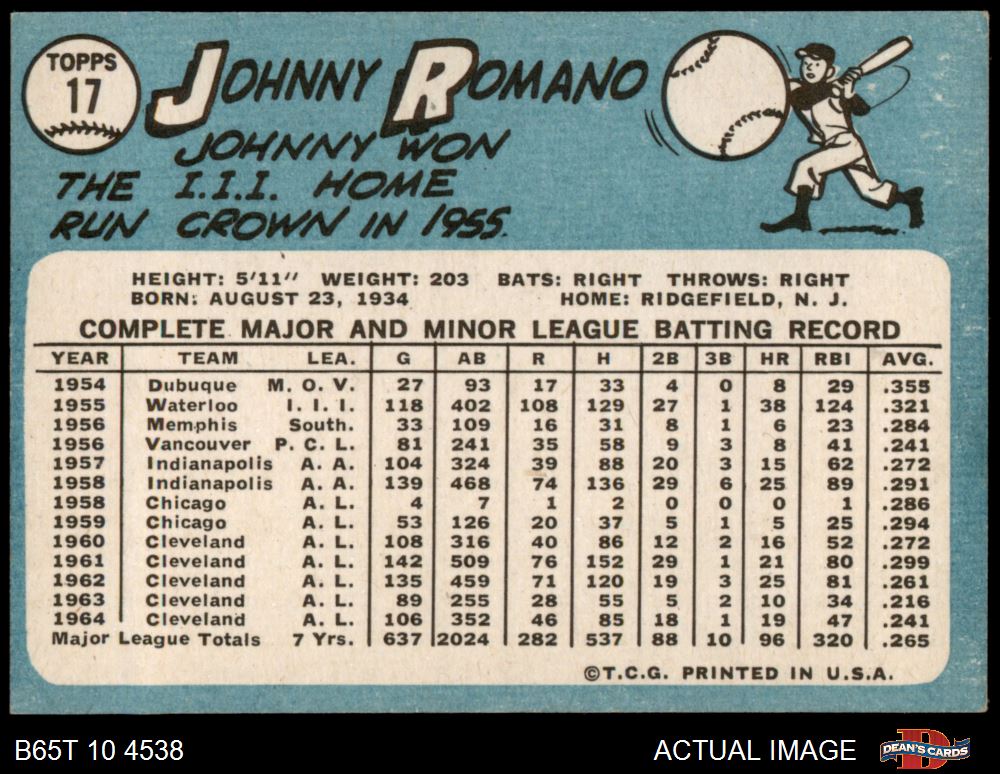 TOPPS
17
JOHNNY ROMANO
JOHNNY WON
THE I.I.I. HOME
RUN CROWN IN 1955.
HEIGHT: 5'11" WEIGHT: 203 BATS: RIGHT THROWS: RIGHT
BORN: AUGUST 23, 1934 HOME: RIDGEFIELD, N. J.
COMPLETE MAJOR AND MINOR LEAGUE BATTING RECORD
YEAR TEAM LEA. G AB R H 2B 3B HR RBI AVG.
1954 Dubuque M. O. V. 27 93 17 33 4 0 8 29 .355
1955 Waterloo I. I. I. 118 402 108 129 27 1 38 124 .321
1956 Memphis South. 33 109 16 31 8 1 6 23 .284
1956 Vancouver P. C. L. 81 241 35 58 9 3 8 41 .241
1957 Indianapolis A. A. 104 324 39 88 20 3 15 62 .272
1958 Indianapolis A. A. 139 468 74 136 29 6 25 89 .291
1958 Chicago A. L. 4 7 1 2 0 0 0 1 .286
1959 Chicago A. L. 53 126 20 37 5 1 5 25 .294
1960 Cleveland A. L. 108 316 40 86 12 2 16 52 .272
1961 Cleveland A. L. 142 509 76 152 29 1 21 80 .299
1962 Cleveland A. L. 135 459 71 120 19 3 25 81 .261
1963 Cleveland A. L. 89 255 28 55 5 2 10 34 .216
1964 Cleveland A. L. 106 352 46 85 18 1 19 47 .241
Major League Totals 7 Yrs. 637 2024 282 537 88 10 96 320 .265
©T.C.G. PRINTED IN U.S.A.
B65T 10 4538 ACTUAL IMAGE DEAN'S CARDS